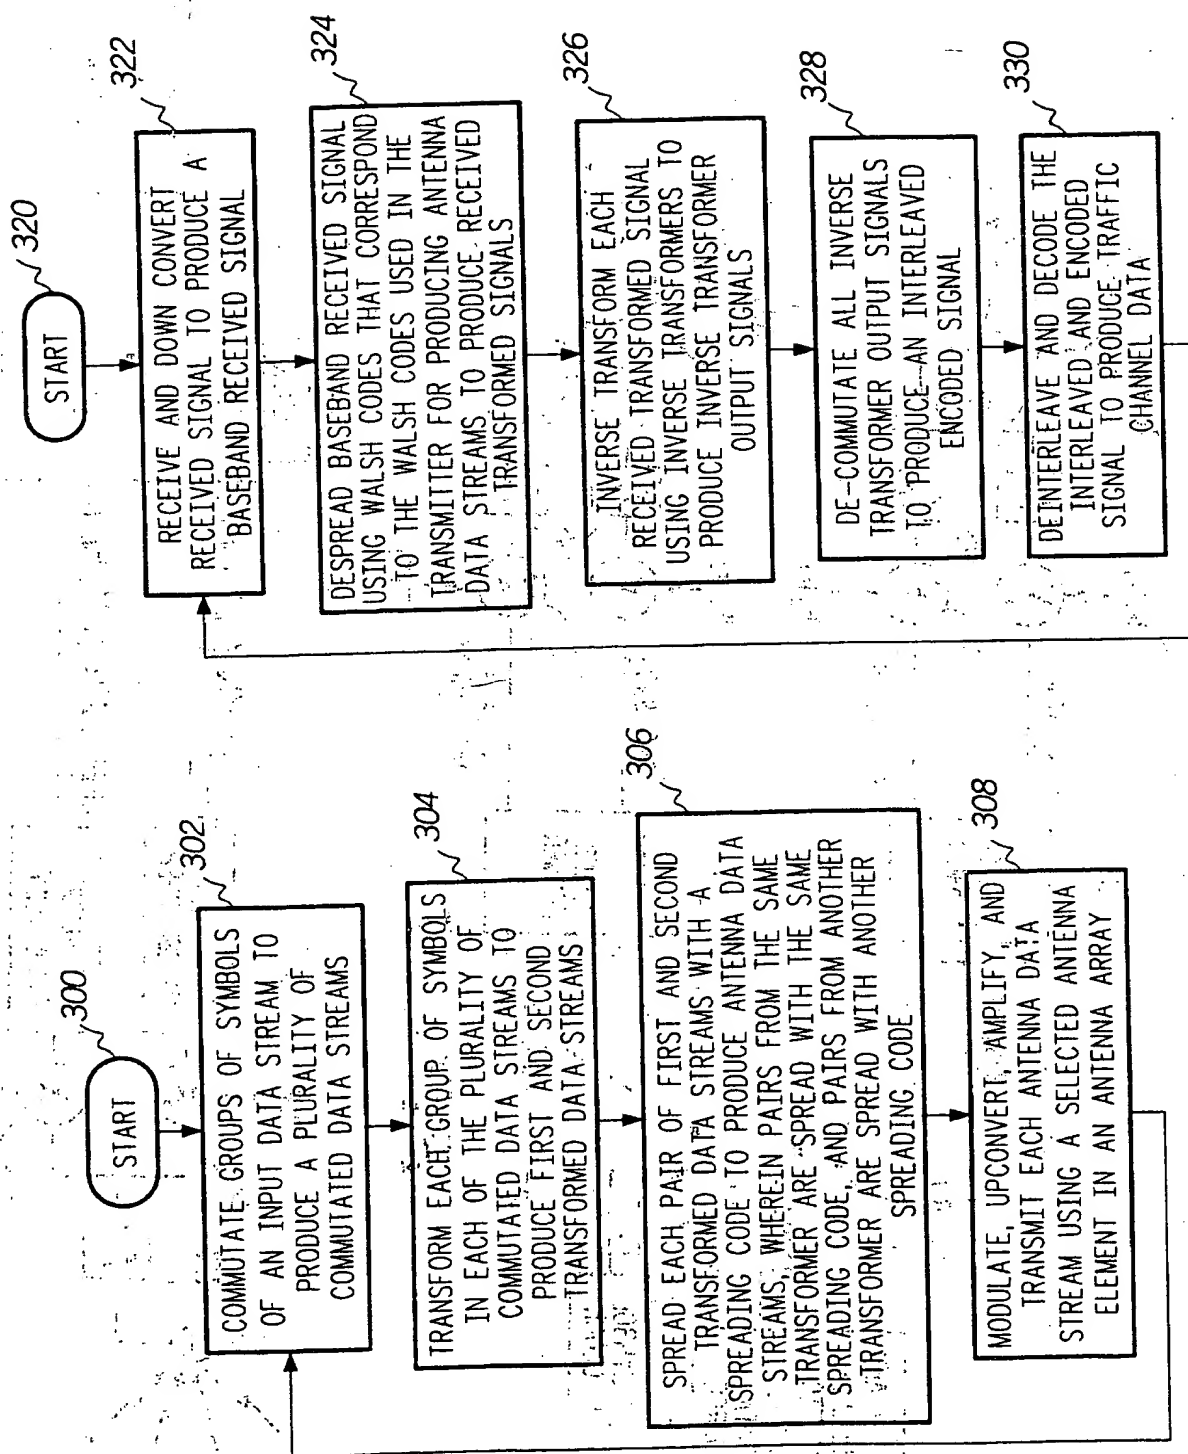 300
START
302
COMMUTATE GROUPS OF SYMBOLS
OF AN INPUT DATA STREAM TO
PRODUCE A PLURALITY OF
COMMUTATED DATA STREAMS
304
TRANSFORM EACH GROUP OF SYMBOLS
IN EACH OF THE PLURALITY OF
COMMUTATED DATA STREAMS TO
PRODUCE FIRST AND SECOND
TRANSFORMED DATA STREAMS
306
SPREAD EACH PAIR OF FIRST AND SECOND
TRANSFORMED DATA STREAMS WITH A
SPREADING CODE TO PRODUCE ANTENNA DATA
STREAMS, WHEREIN PAIRS FROM THE SAME
TRANSFORMER ARE SPREAD WITH THE SAME
SPREADING CODE, AND PAIRS FROM ANOTHER
TRANSFORMER ARE SPREAD WITH ANOTHER
SPREADING CODE
308
MODULATE, UPCONVERT, AMPLIFY, AND
TRANSMIT EACH ANTENNA DATA
STREAM USING A SELECTED ANTENNA
ELEMENT IN AN ANTENNA ARRAY
320
START
322
RECEIVE AND DOWN CONVERT
RECEIVED SIGNAL TO PRODUCE A
BASEBAND RECEIVED SIGNAL
324
DESPREAD BASEBAND RECEIVED SIGNAL
USING WALSH CODES THAT CORRESPOND
TO THE WALSH CODES USED IN THE
TRANSMITTER FOR PRODUCING ANTENNA
DATA STREAMS TO PRODUCE RECEIVED
TRANSFORMED SIGNALS
326
INVERSE TRANSFORM EACH
RECEIVED TRANSFORMED SIGNAL
USING INVERSE TRANSFORMERS TO
PRODUCE INVERSE TRANSFORMER
OUTPUT SIGNALS
328
DE-COMMUTATE ALL INVERSE
TRANSFORMER OUTPUT SIGNALS
TO PRODUCE AN INTERLEAVED
ENCODED SIGNAL
330
DEINTERLEAVE AND DECODE THE
INTERLEAVED AND ENCODED
SIGNAL TO PRODUCE TRAFFIC
CHANNEL DATA